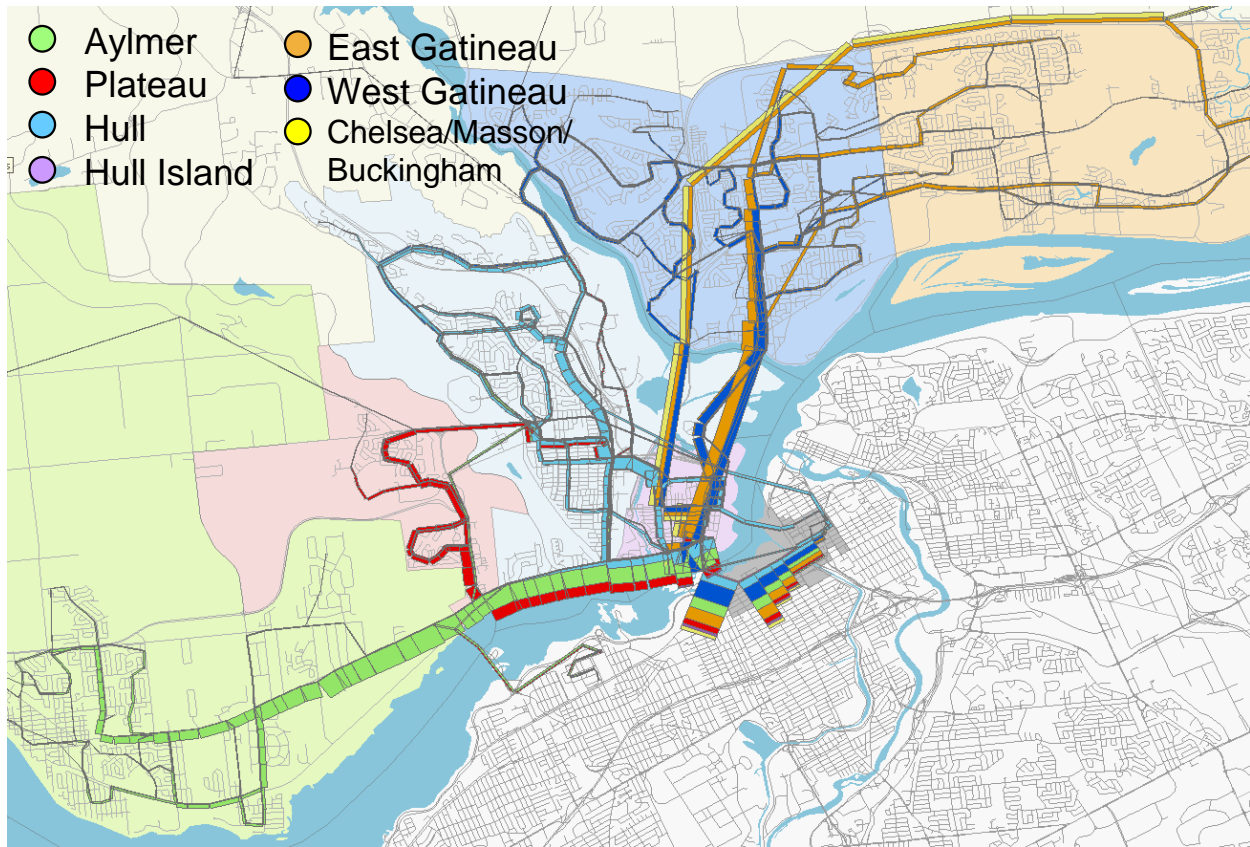 Aylmer
Plateau
Hull
Hull Island
East Gatineau
West Gatineau
Chelsea/Masson/
Buckingham